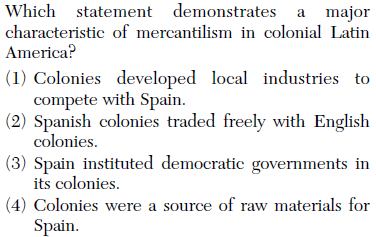 Which statement demonstrates a major
characteristic of mercantilism in colonial Latin
America?
(1) Colonies developed local industries to
compete with Spain.
(2) Spanish colonies traded freely with English
colonies.
(3) Spain instituted democratic governments in
its colonies.
(4) Colonies were a source of raw materials for
Spain.